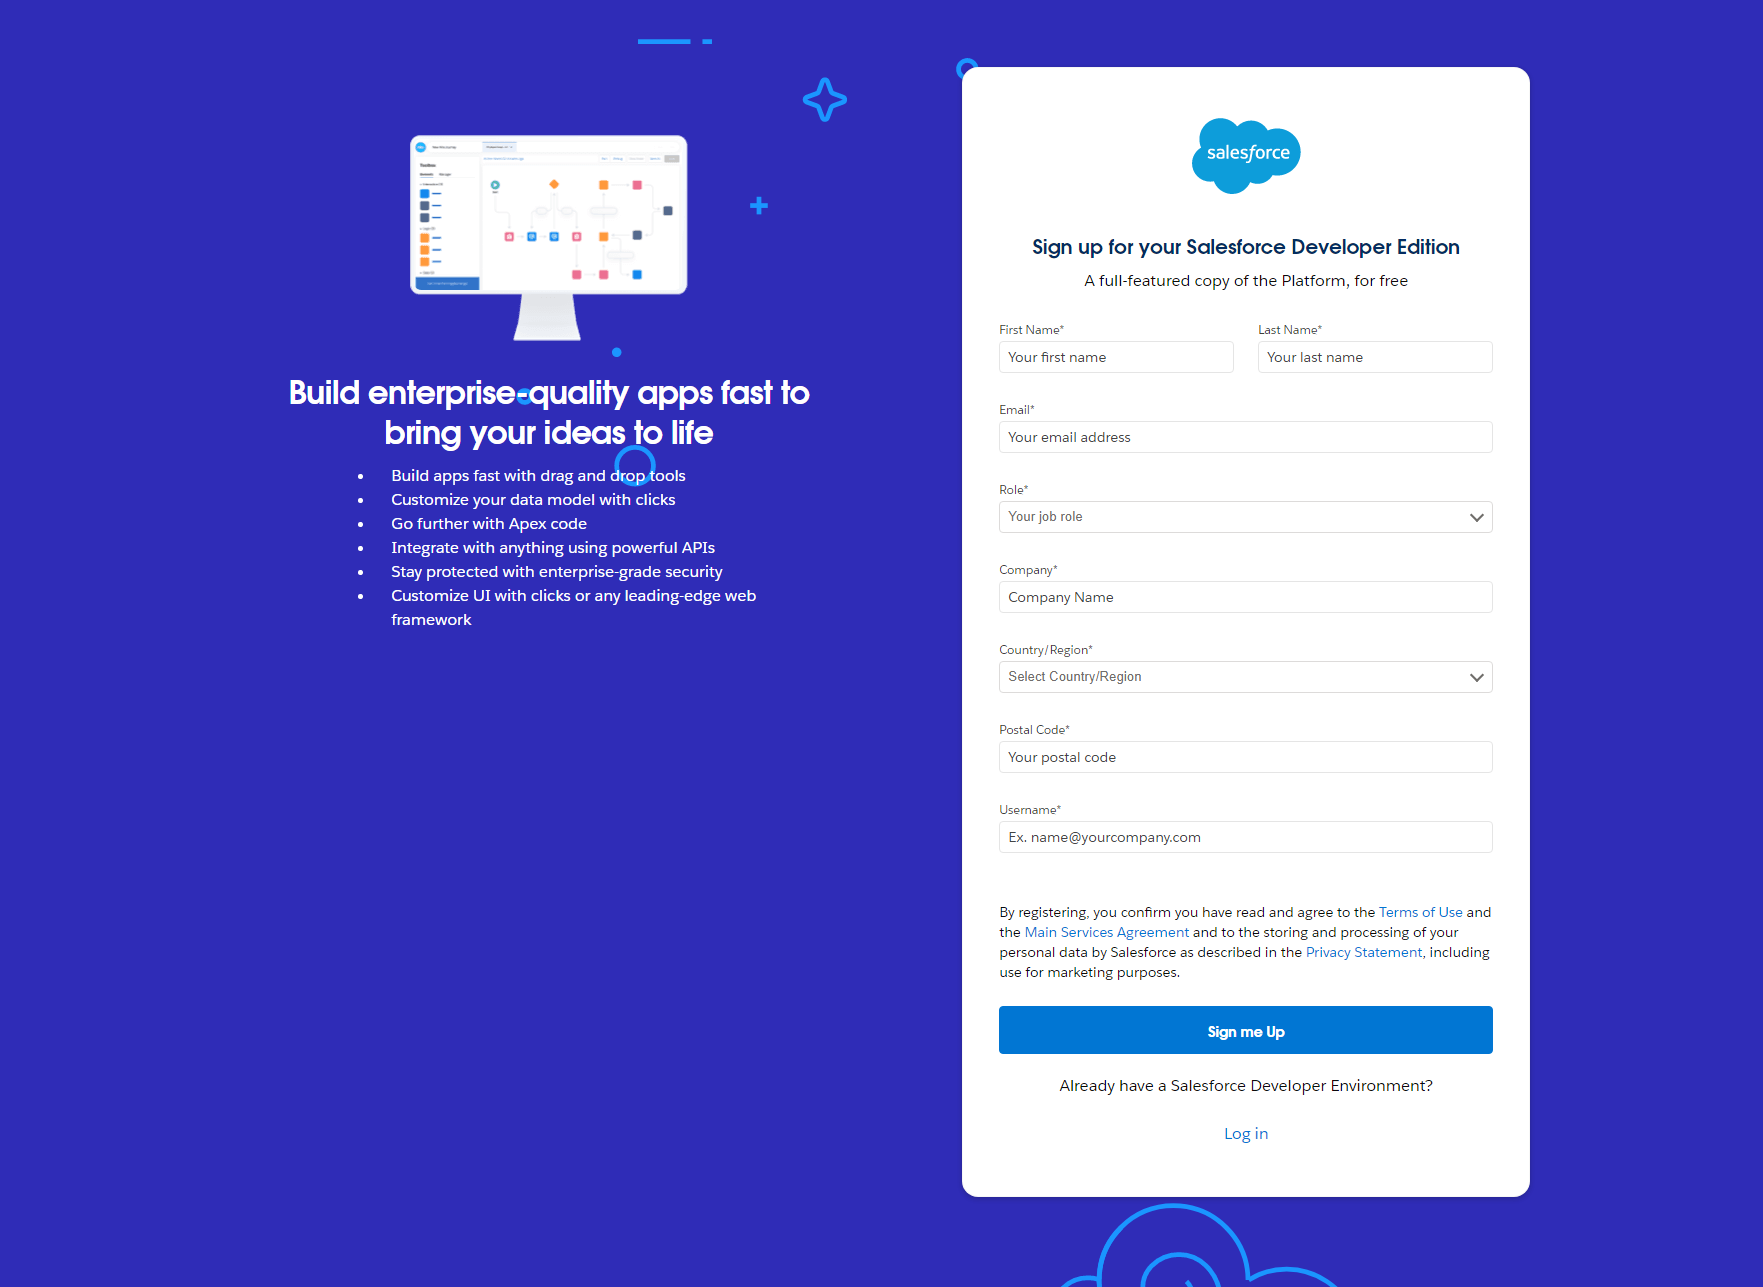 Build enterprise-quality apps fast to
bring your ideas to life
• Build apps fast with drag and drop tools
• Customize your data model with clicks
• Go further with Apex code
• Integrate with anything using powerful APIs
• Stay protected with enterprise-grade security
• Customize UI with clicks or any leading-edge web
framework
salesforce
Sign up for your Salesforce Developer Edition
A full-featured copy of the Platform, for free
First Name* Last Name*
Your first name Your last name
Email*
Your email address
Role*
Your job role
Company*
Company Name
Country/Region*
Select Country/Region
Postal Code*
Your postal code
Username*
Ex. name@yourcompany.com
By registering, you confirm you have read and agree to the Terms of Use and
the Main Services Agreement and to the storing and processing of your
personal data by Salesforce as described in the Privacy Statement, including
use for marketing purposes.
Sign me Up
Already have a Salesforce Developer Environment?
Log in